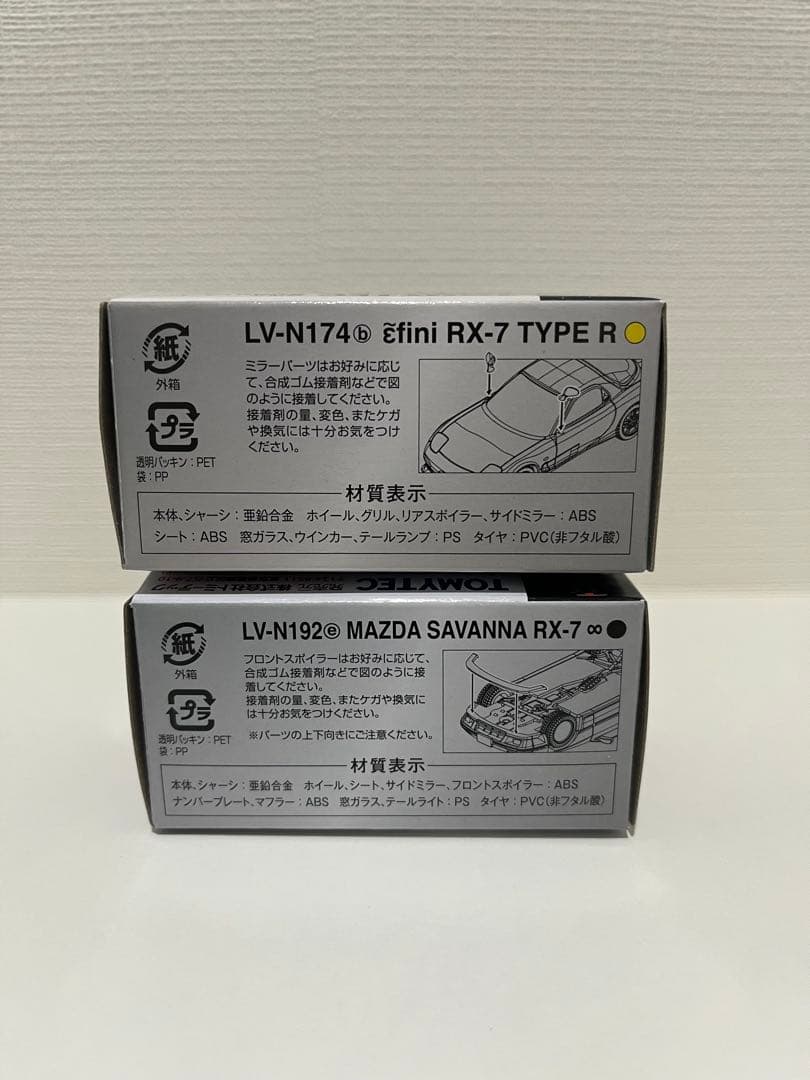 LV-N174ⓑ ε̃fini RX-7 TYPE R
紙
外箱
プラ
透明パッキン：PET
袋：PP
ミラーパーツはお好みに応じ
て、合成ゴム接着剤などで図
のように接着してください。
接着剤の量、変色、またケガ
や換気には十分お気をつけ
ください。
材質表示
本体、シャーシ：亜鉛合金　ホイール、グリル、リアスポイラー、サイドミラー：ABS
シート：ABS　窓ガラス、ウインカー、テールランプ：PS　タイヤ：PVC（非フタル酸）
TOMYTEC
発売元 株式会社トミーテック
LV-N192ⓔ MAZDA SAVANNA RX-7 ∞
紙
外箱
プラ
透明パッキン：PET
袋：PP
フロントスポイラーはお好みに応じて、
合成ゴム接着剤などで図のように接
着してください。
接着剤の量、変色、またケガや換気に
は十分お気をつけください。
※パーツの上下向きにご注意ください。
材質表示
本体、シャーシ：亜鉛合金　ホイール、シート、サイドミラー、フロントスポイラー：ABS
ナンバープレート、マフラー：ABS　窓ガラス、テールライト：PS　タイヤ：PVC（非フタル酸）